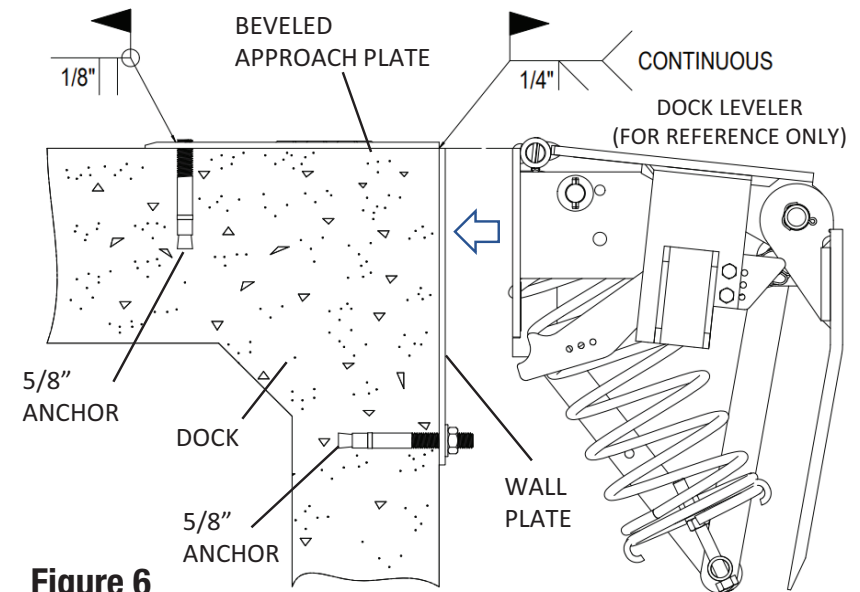 BEVELED
APPROACH PLATE
1/8"
1/4"
CONTINUOUS
DOCK LEVELER
(FOR REFERENCE ONLY)
5/8”
ANCHOR
DOCK
5/8”
ANCHOR
WALL
PLATE
Figure 6